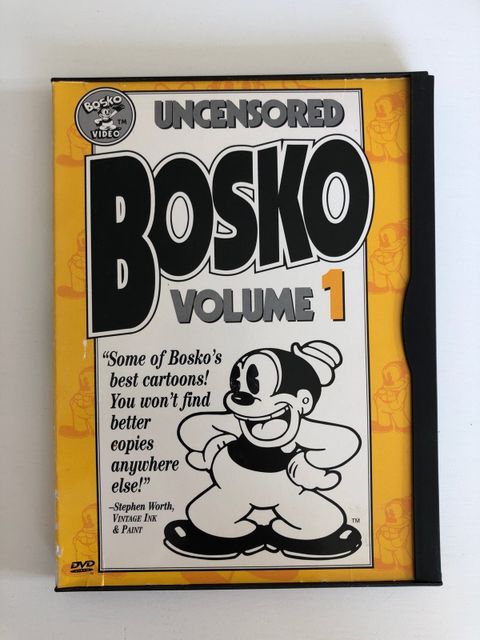 BOSKO
VIDEO
TM
UNCENSORED
BOSKO
VOLUME 1
“Some of Bosko’s
best cartoons!
You won’t find
better
copies
anywhere
else!”
–Stephen Worth,
VINTAGE INK
& PAINT
TM
DVD
VIDEO